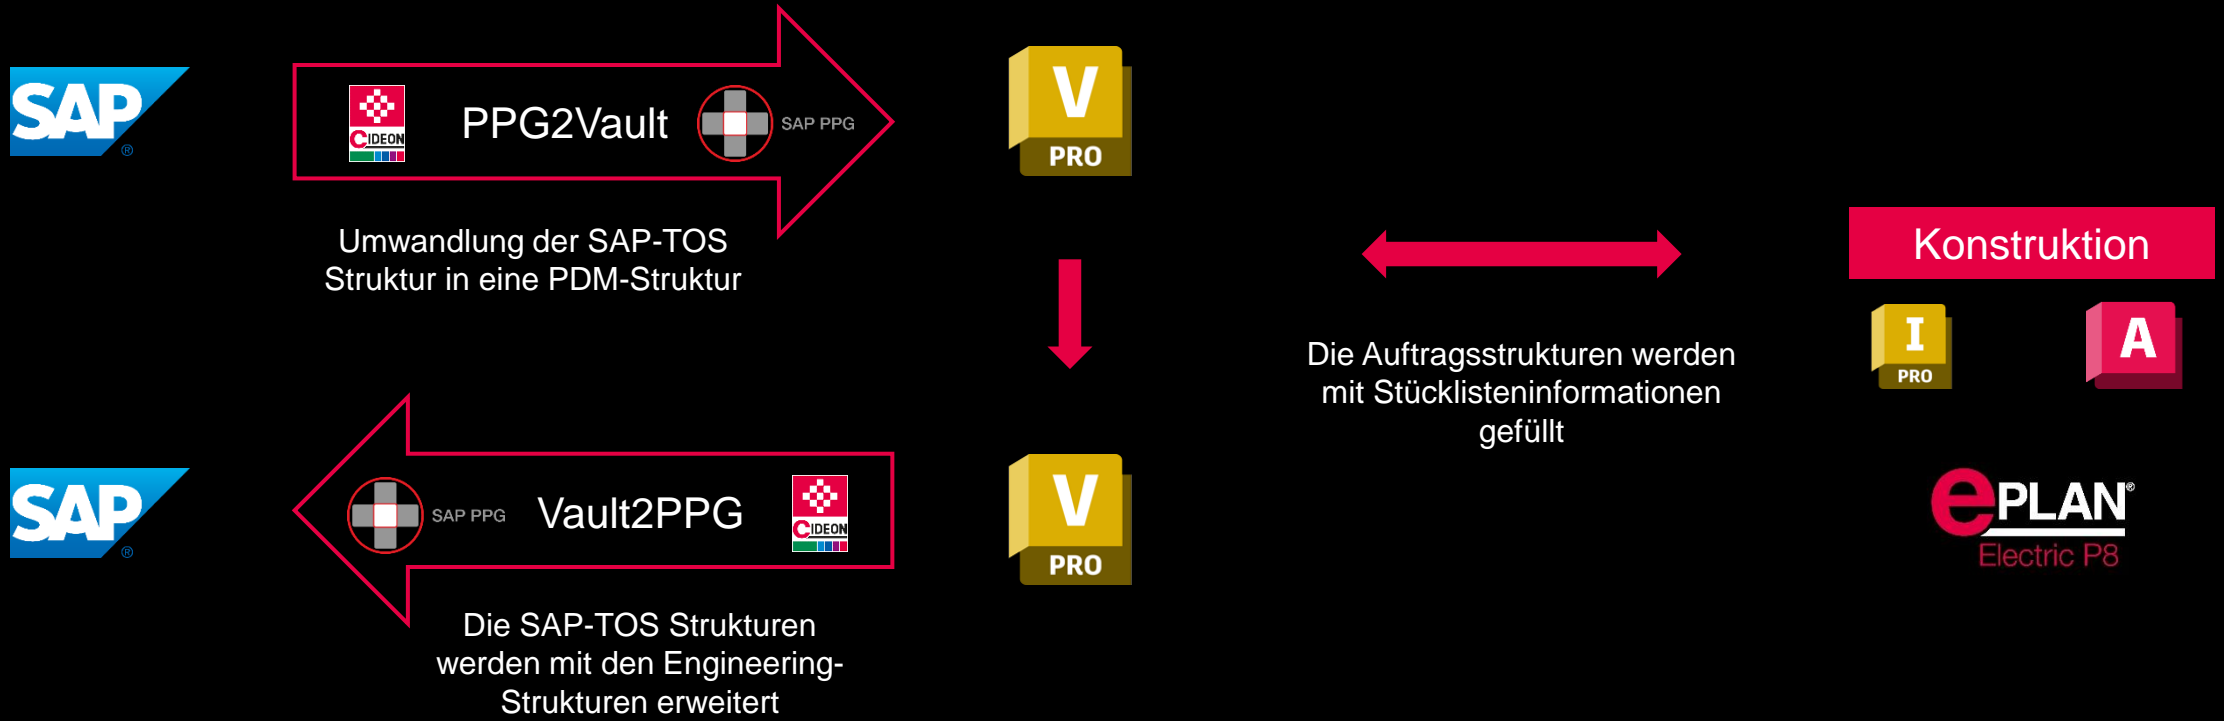 SAP
®
CIDEON
PPG2Vault
SAP PPG
V
PRO
Umwandlung der SAP-TOS
Struktur in eine PDM-Struktur
Konstruktion
I
PRO
A
Die Auftragsstrukturen werden
mit Stücklisteninformationen
gefüllt
SAP
®
SAP PPG
Vault2PPG
CIDEON
V
PRO
ePLAN®
Electric P8
Die SAP-TOS Strukturen
werden mit den Engineering-
Strukturen erweitert